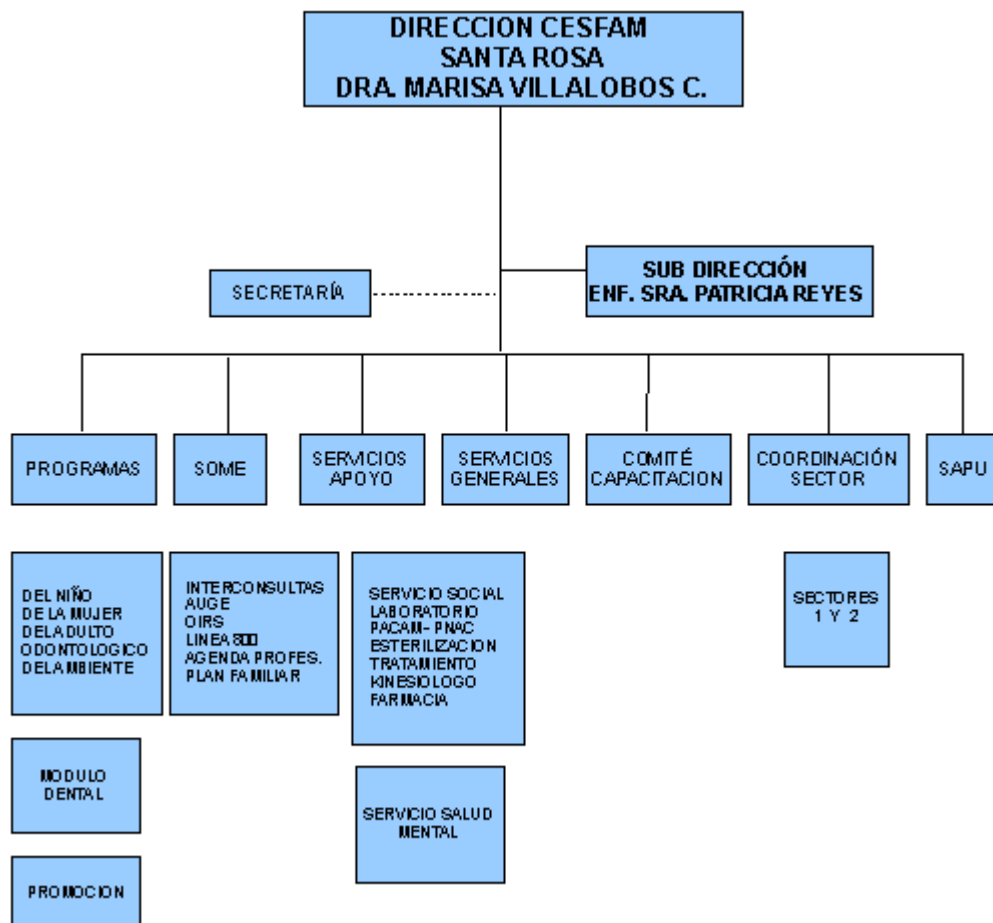 DIRECCION CESFAM
SANTA ROSA
DRA. MARISA VILLALOBOS C.
SECRETARÍA
SUB DIRECCIÓN
ENF. SRA. PATRICIA REYES
PROGRAMAS
SOME
SERVICIOS
APOYO
SERVICIOS
GENERALES
COMITÉ
CAPACITACION
COORDINACIÓN
SECTOR
SAPU
DEL NIÑO
DE LA MUJER
DEL ADULTO
ODONTOLOGICO
DEL AMBIENTE
INTERCONSULTAS
AUGE
OIRS
LINEA 800
AGENDA PROFES.
PLAN FAMILIAR
SERVICIO SOCIAL
LABORATORIO
PACAM- PNAC
ESTERILIZACION
TRATAMIENTO
KINESIOLOGO
FARMACIA
SECTORES
1 Y 2
MODULO
DENTAL
SERVICIO SALUD
MENTAL
PROMOCION